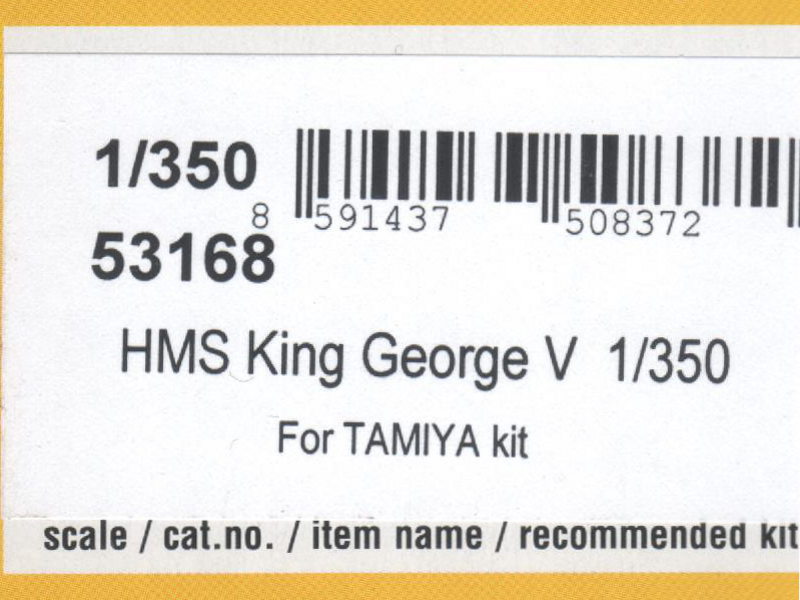 1/350
8 591437 508372
53168
HMS King George V 1/350
For TAMIYA kit
scale / cat.no. / item name / recommended kit